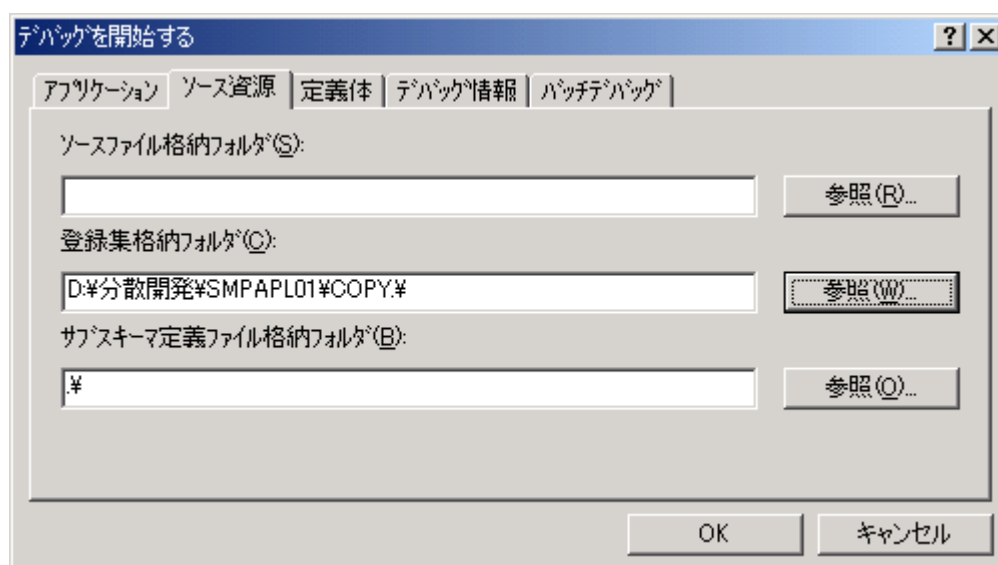 ﾃﾞﾊﾞｯｸﾞを開始する
ｱﾌﾟﾘｹｰｼｮﾝ ｿｰｽ資源 定義体 ﾃﾞﾊﾞｯｸﾞ情報 ﾊﾞｯﾁﾃﾞﾊﾞｯｸﾞ
ｿｰｽﾌｧｲﾙ格納ﾌｫﾙﾀﾞ(S):
参照(R)...
登録集格納ﾌｫﾙﾀﾞ(C):
D:¥分散開発¥SMPAPL01¥COPY.¥ 参照(W)...
ｻﾌﾞｽｷｰﾏ定義ﾌｧｲﾙ格納ﾌｫﾙﾀﾞ(B):
.¥ 参照(O)...
OK ｷｬﾝｾﾙ